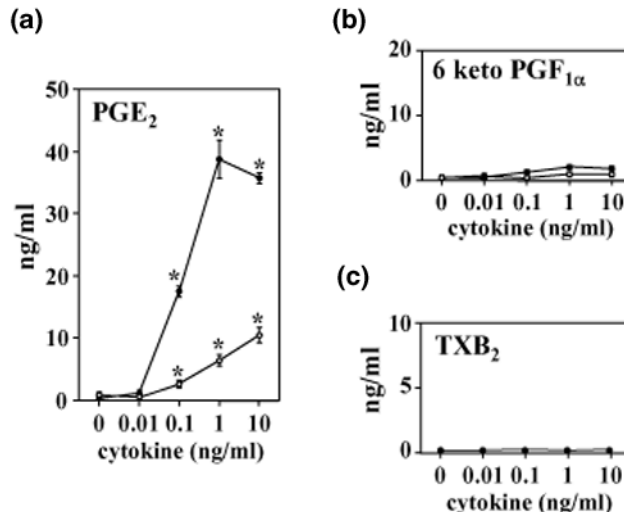 (a)
PGE2
ng/ml
50
40
30
20
10
0
* * * * * *
0 0.01 0.1 1 10
cytokine (ng/ml)
(b)
6 keto PGF1α
ng/ml
20
10
0
0 0.01 0.1 1 10
cytokine (ng/ml)
(c)
TXB2
ng/ml
10
5
0
0 0.01 0.1 1 10
cytokine (ng/ml)